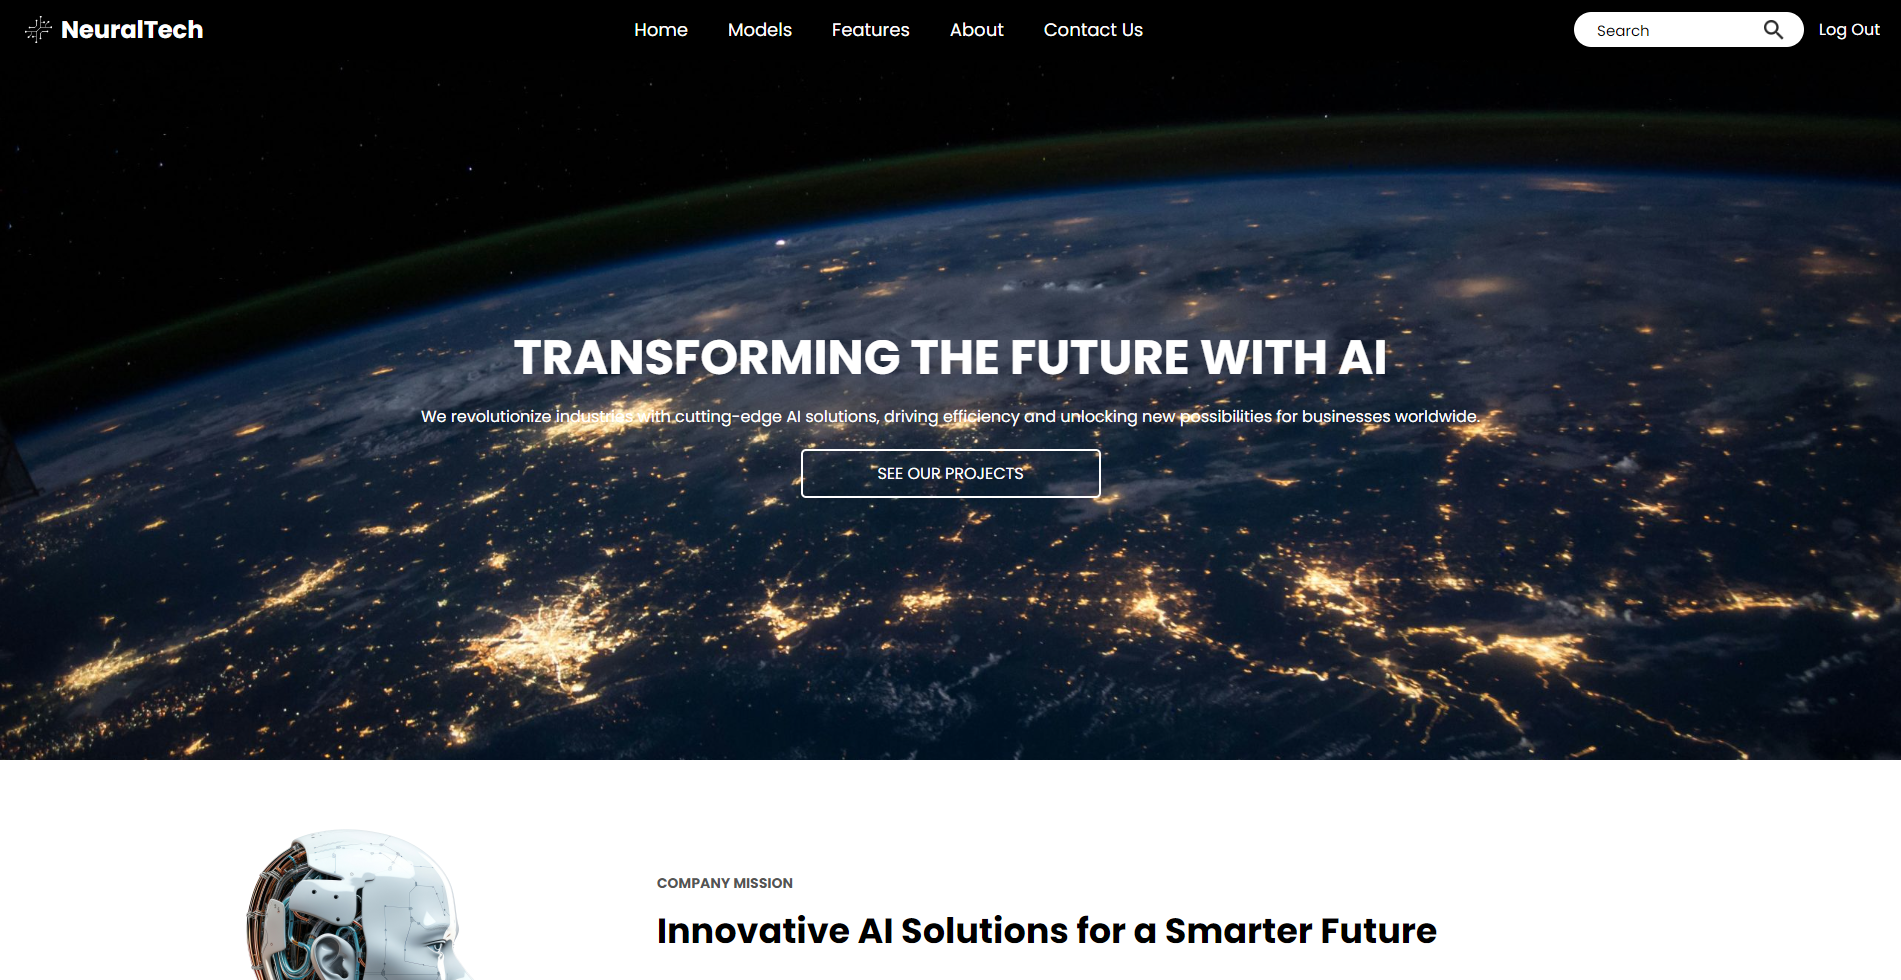 NeuralTech
Home Models Features About Contact Us
Search
Log Out
TRANSFORMING THE FUTURE WITH AI
We revolutionize industries with cutting-edge AI solutions, driving efficiency and unlocking new possibilities for businesses worldwide.
SEE OUR PROJECTS
COMPANY MISSION
Innovative AI Solutions for a Smarter Future